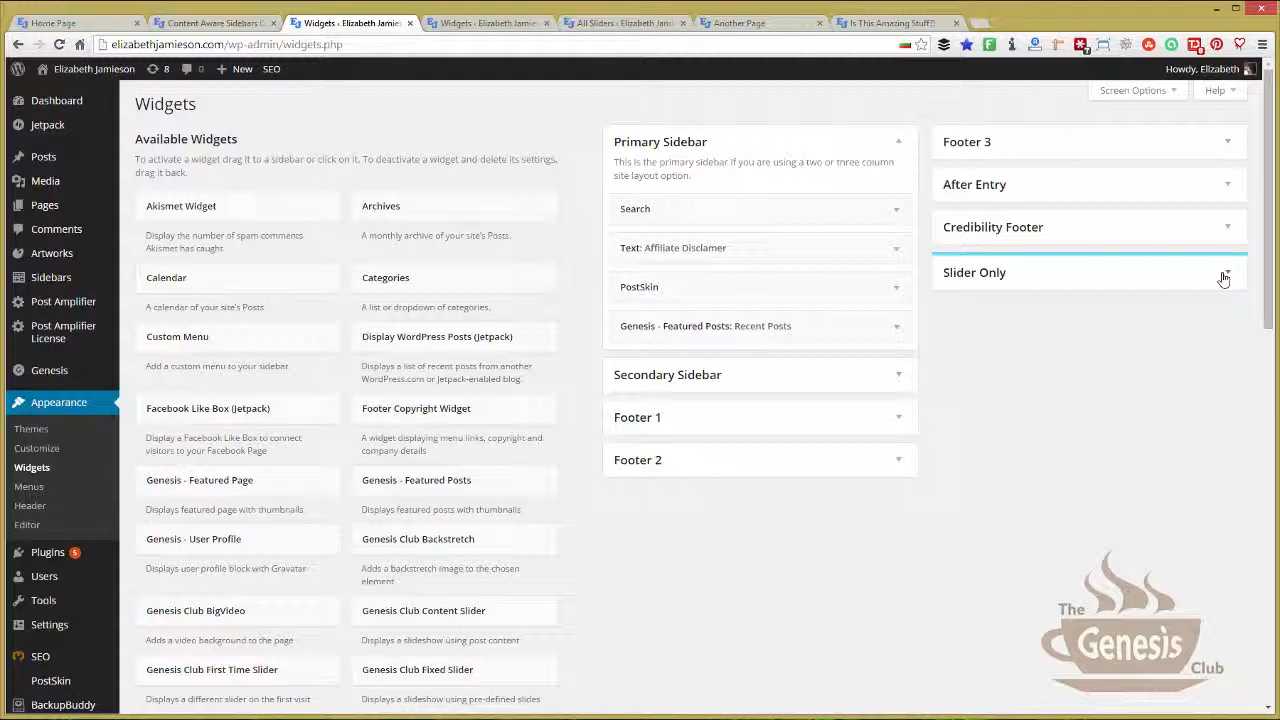 Home Page
Content Aware Sidebars
Widgets ‹ Elizabeth Jamie
Widgets ‹ Elizabeth Jamie
All Sliders ‹ Elizabeth Jam
Another Page
Is This Amazing Stuff?!
elizabethjamieson.com/wp-admin/widgets.php
Elizabeth Jamieson
8
0
New
SEO
Howdy, Elizabeth
Dashboard
Jetpack
Posts
Media
Pages
Comments
Artworks
Sidebars
Post Amplifier
Post Amplifier
License
Genesis
Appearance
Themes
Customize
Widgets
Menus
Header
Editor
Plugins 5
Users
Tools
Settings
SEO
PostSkin
BackupBuddy
Screen Options
Help
Widgets
Available Widgets
To activate a widget drag it to a sidebar or click on it. To deactivate a widget and delete its settings,
drag it back.
Akismet Widget
Display the number of spam comments
Akismet has caught
Archives
A monthly archive of your site's Posts.
Calendar
A calendar of your site's Posts
Categories
A list or dropdown of categories.
Custom Menu
Add a custom menu to your sidebar.
Display WordPress Posts (Jetpack)
Displays a list of recent posts from another
WordPress.com or Jetpack-enabled blog.
Facebook Like Box (Jetpack)
Display a Facebook Like Box to connect
visitors to your Facebook Page
Footer Copyright Widget
A widget displaying menu links, copyright and
company details
Genesis - Featured Page
Displays featured page with thumbnails
Genesis - Featured Posts
Displays featured posts with thumbnails
Genesis - User Profile
Displays user profile block with Gravatar
Genesis Club Backstretch
Adds a backstretch image to the chosen
element
Genesis Club BigVideo
Adds a video background to the page
Genesis Club Content Slider
Displays a slideshow using post content
Genesis Club First Time Slider
Displays a different slider on the first visit
Genesis Club Fixed Slider
Displays a slideshow using pre-defined slides
Primary Sidebar
This is the primary sidebar if you are using a two or three column
site layout option.
Search
Text: Affiliate Disclamer
PostSkin
Genesis - Featured Posts: Recent Posts
Secondary Sidebar
Footer 1
Footer 2
Footer 3
After Entry
Credibility Footer
Slider Only
The
Genesis
Club